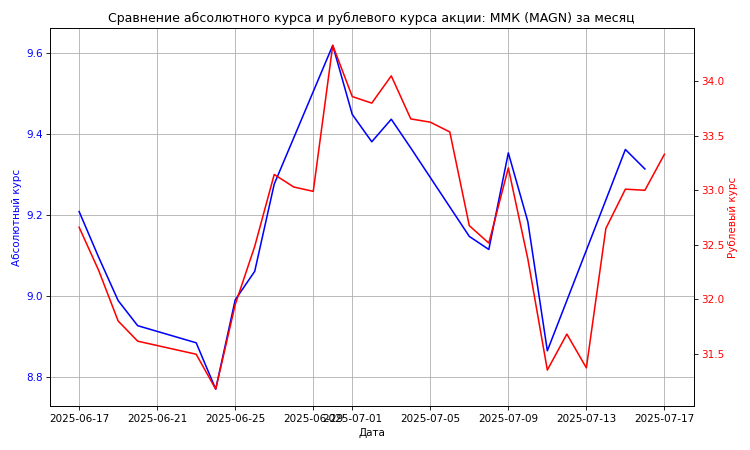 Сравнение абсолютного курса и рублевого курса акции: ММК (MAGN) за месяц
9.6
9.4
9.2
9.0
8.8
Абсолютный курс
34.0
33.5
33.0
32.5
32.0
31.5
Рублевый курс
2025-06-17 2025-06-21 2025-06-25 2025-06-29 2025-07-01 2025-07-05 2025-07-09 2025-07-13 2025-07-17
Дата